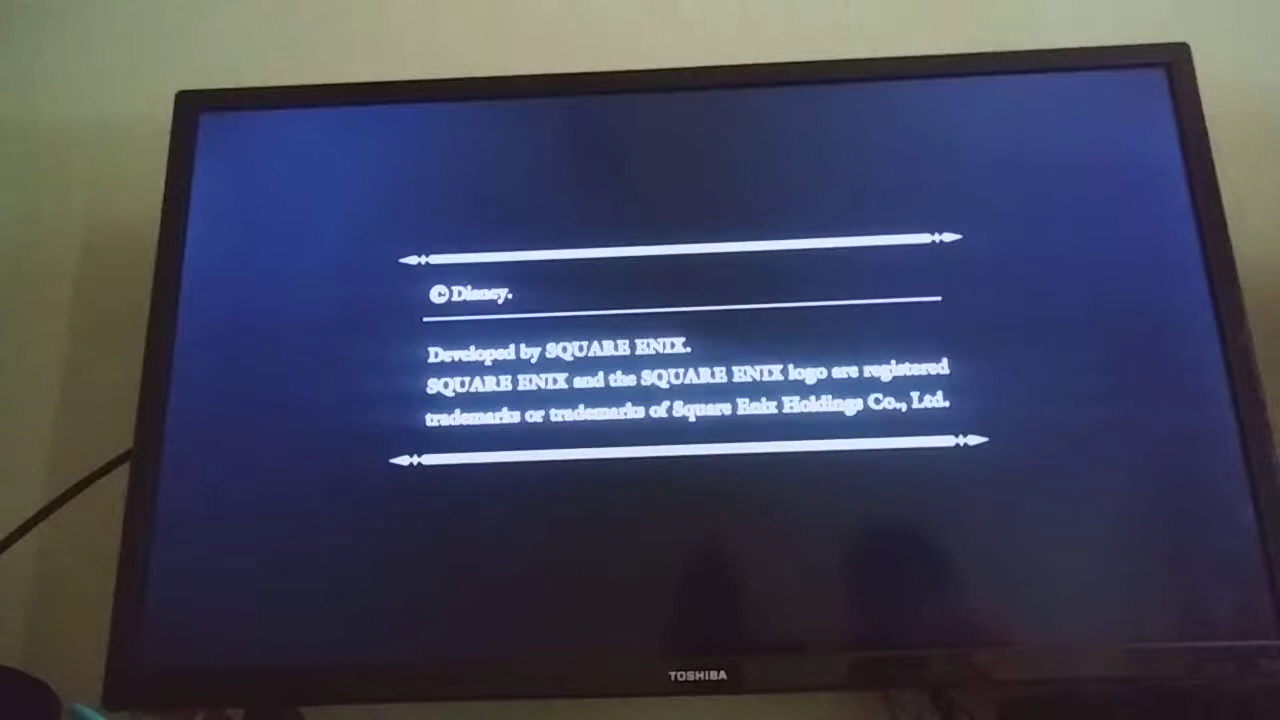 © Disney.
Developed by SQUARE ENIX.
SQUARE ENIX and the SQUARE ENIX logo are registered
trademarks or trademarks of Square Enix Holdings Co., Ltd.
TOSHIBA